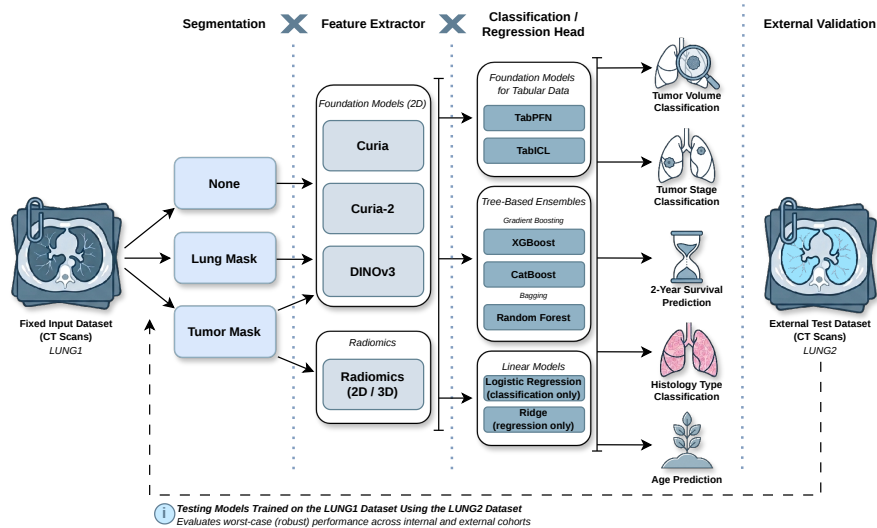 Segmentation
Feature Extractor
Classification /
Regression Head
External Validation
Fixed Input Dataset
(CT Scans)
LUNG1
None
Lung Mask
Tumor Mask
Foundation Models (2D)
Curia
Curia-2
DINOv3
Radiomics
Radiomics
(2D / 3D)
Foundation Models
for Tabular Data
TabPFN
TabICL
Tree-Based Ensembles
Gradient Boosting
XGBoost
CatBoost
Bagging
Random Forest
Linear Models
Logistic Regression
(classification only)
Ridge
(regression only)
Tumor Volume
Classification
Tumor Stage
Classification
2-Year Survival
Prediction
Histology Type
Classification
Age Prediction
External Test Dataset
(CT Scans)
LUNG2
i
Testing Models Trained on the LUNG1 Dataset Using the LUNG2 Dataset
Evaluates worst-case (robust) performance across internal and external cohorts